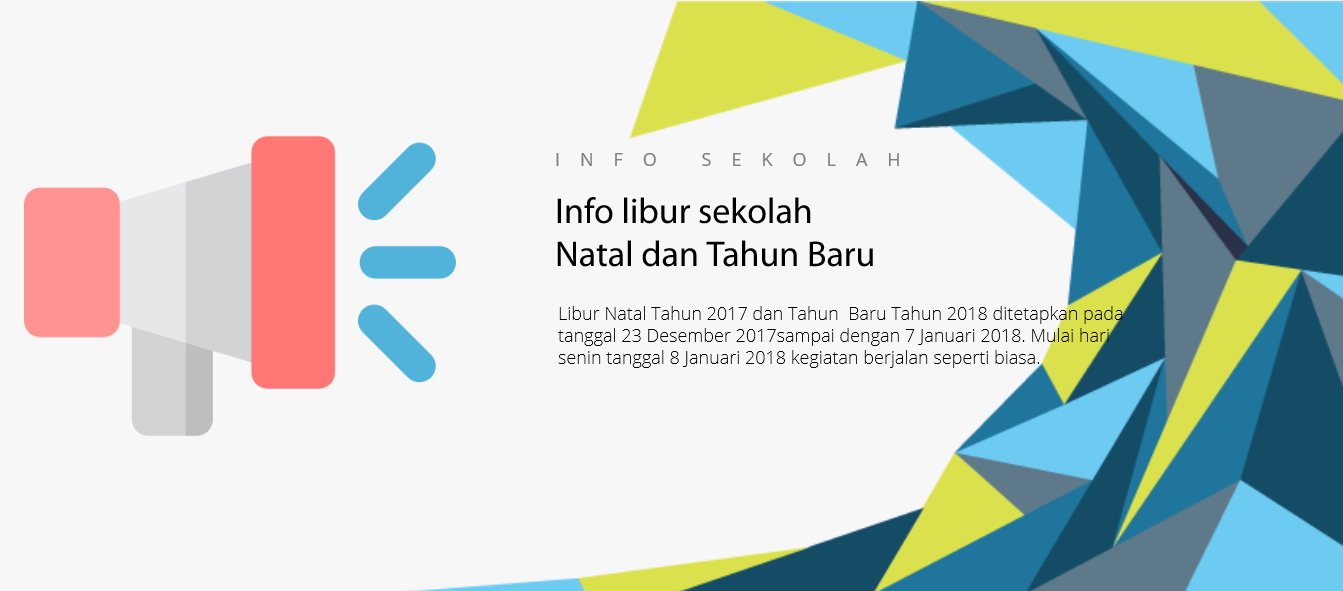 INFO SEKOLAH
Info libur sekolah
Natal dan Tahun Baru
Libur Natal Tahun 2017 dan Tahun  Baru Tahun 2018 ditetapkan pada
tanggal 23 Desember 2017sampai dengan 7 Januari 2018. Mulai hari
senin tanggal 8 Januari 2018 kegiatan berjalan seperti biasa.